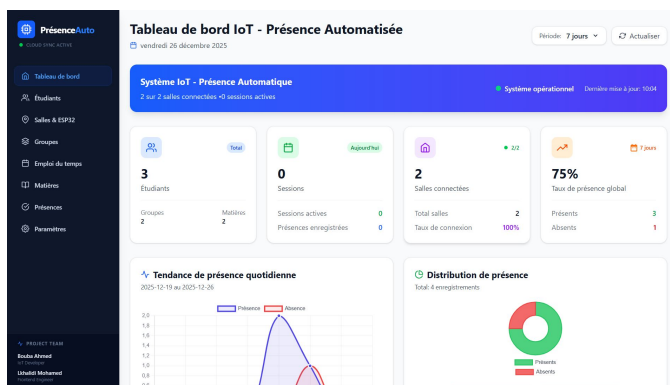 PrésenceAuto
CLOUD SYNC ACTIVE
Tableau de bord
Étudiants
Salles & ESP32
Groupes
Emploi du temps
Matières
Présences
Paramètres
PROJECT TEAM
Bouba Ahmed
IoT Developer
Lkhalidi Mohamed
Frontend Engineer
Tableau de bord IoT - Présence Automatisée
vendredi 26 décembre 2025
Période: 7 jours
Actualiser
Système IoT - Présence Automatique
2 sur 2 salles connectées •0 sessions actives
Système opérationnel Dernière mise à jour: 10:04
Total
3
Étudiants
Groupes Matières
2 2
Aujourd'hui
0
Sessions
Sessions actives 0
Présences enregistrées 0
2/2
2
Salles connectées
Total salles 2
Taux de connexion 100%
7 jours
75%
Taux de présence global
Présents 3
Absents 1
Tendance de présence quotidienne
2025-12-19 au 2025-12-26
Présence Absence
2,0
1,8
1,6
1,4
1,2
1,0
0,8
0,6
Distribution de présence
Total: 4 enregistrements
Présents
Absents